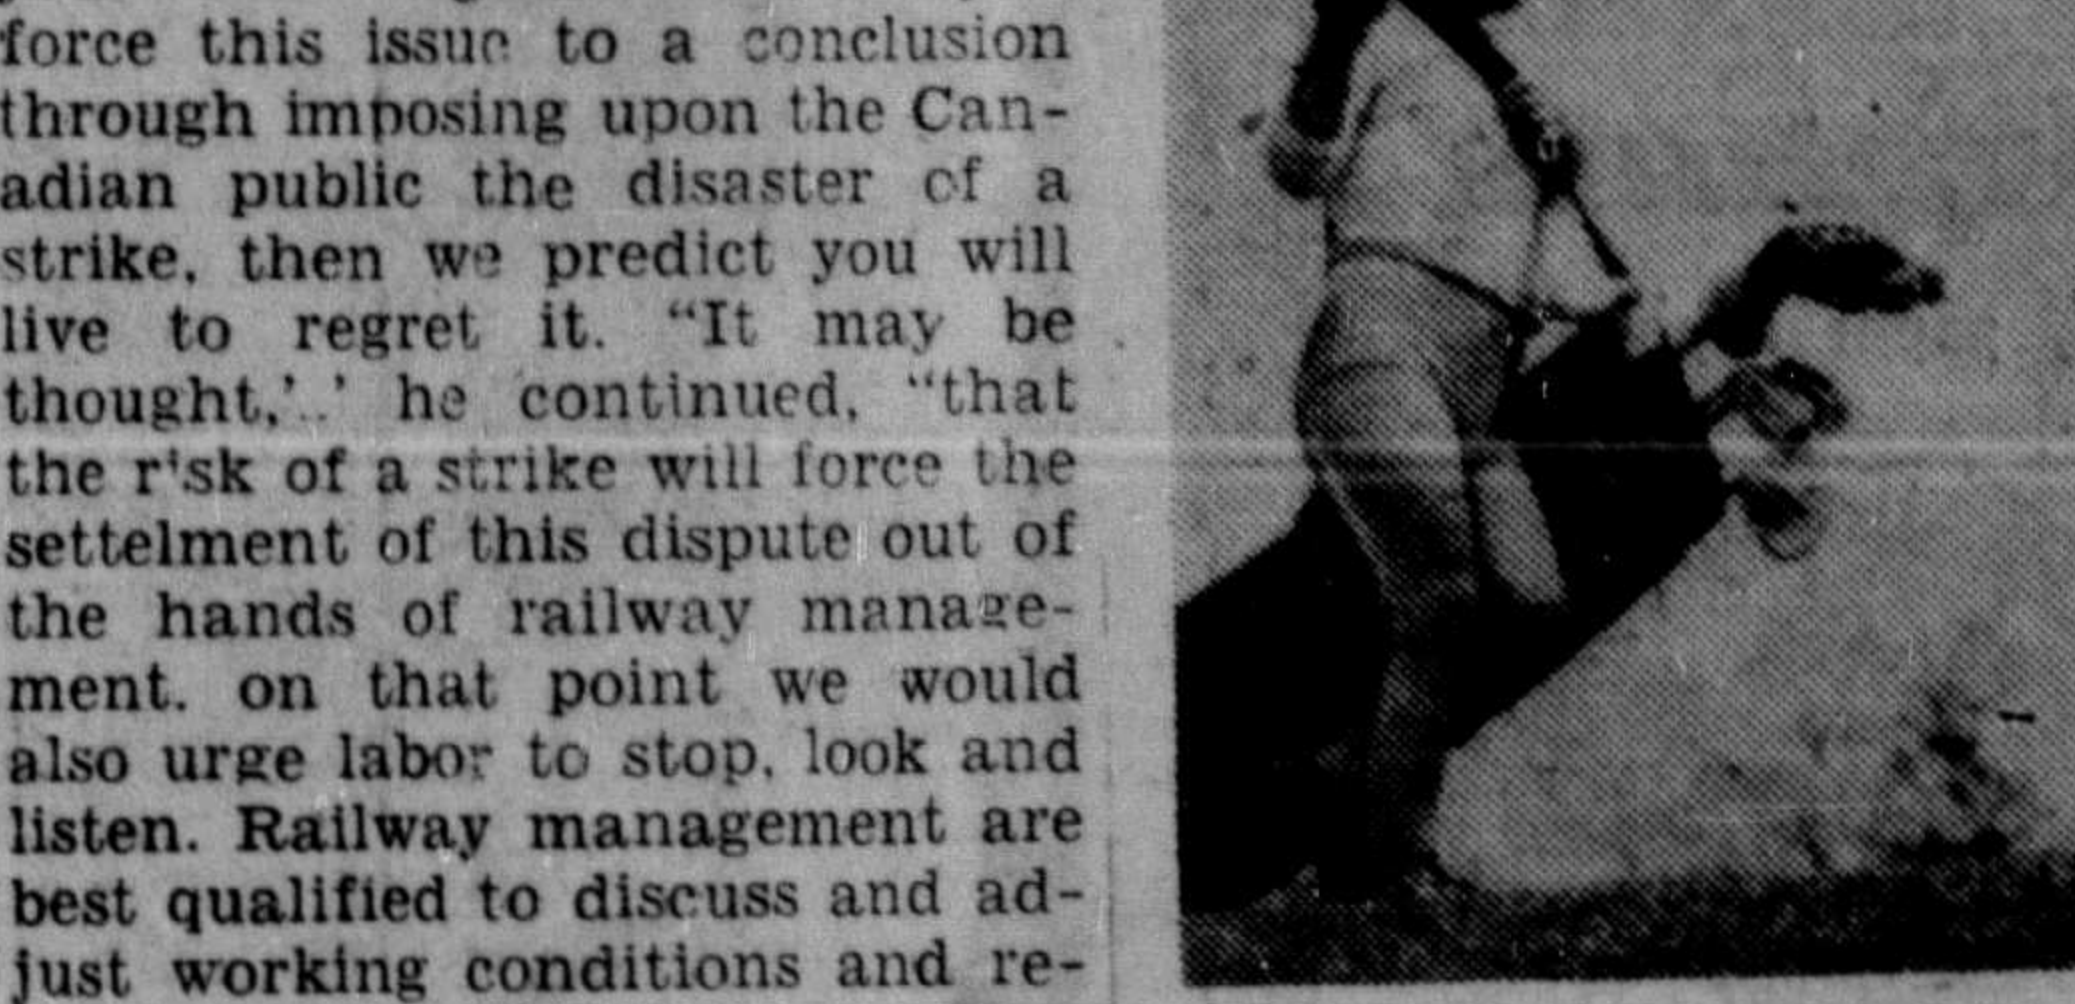 force this issue to a conclusion
through imposing upon the Can-
adian public the disaster of a
strike, then we predict you will
live to regret it. "It may be
thought,'..' he continued, "that
the risk of a strike will force the
settelment of this dispute out of
the hands of railway manage-
ment. on that point we would
also urge labor to stop, look and
listen. Railway management are
best qualified to discuss and ad-
just working conditions and re-